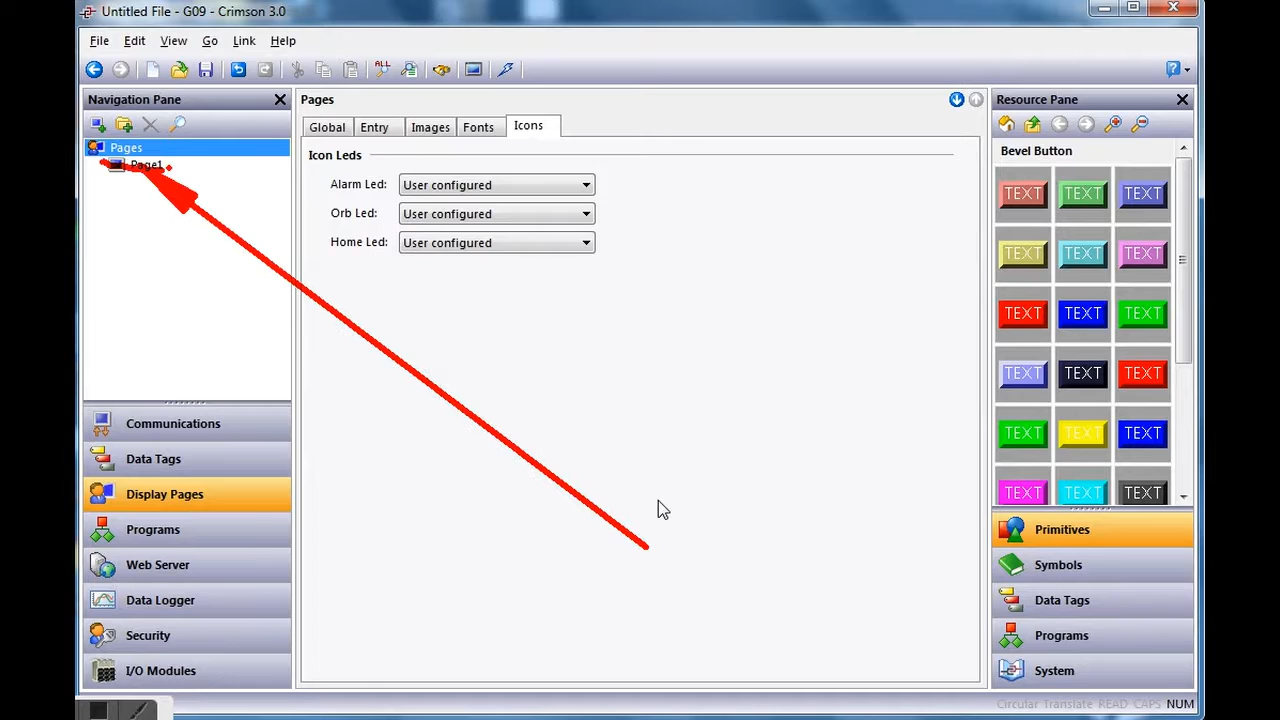 Untitled File - G09 - Crimson 3.0
File Edit View Go Link Help
ALL
?
Navigation Pane
Pages
Page1
Communications
Data Tags
Display Pages
Programs
Web Server
Data Logger
Security
I/O Modules
Pages
Global Entry Images Fonts Icons
Icon Leds
Alarm Led: User configured
Orb Led: User configured
Home Led: User configured
Resource Pane
Bevel Button
TEXT TEXT TEXT
TEXT TEXT TEXT
TEXT TEXT TEXT
TEXT TEXT TEXT
TEXT TEXT TEXT
TEXT TEXT TEXT
Primitives
Symbols
Data Tags
Programs
System
Circular Translate READ CAPS NUM